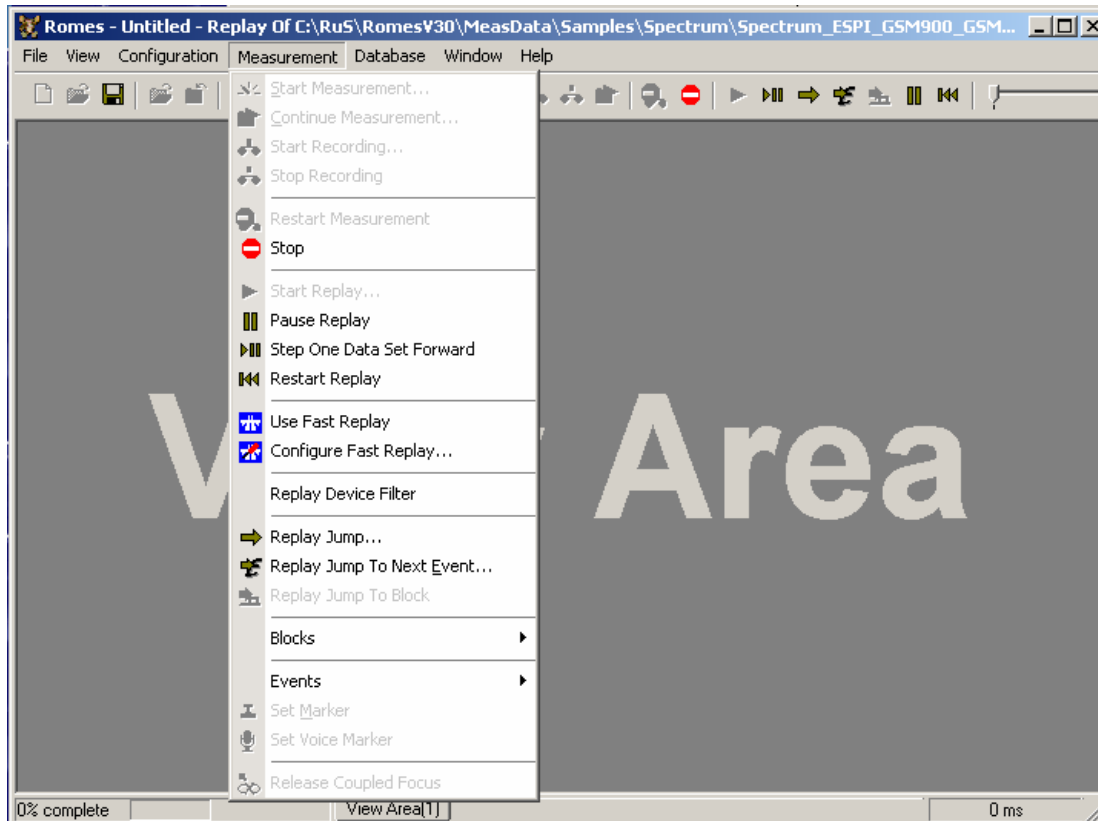 Romes - Untitled - Replay Of C:\RuS\RomesV30\MeasData\Samples\Spectrum\Spectrum_ESPI_GSM900_GSM...
File View Configuration Measurement Database Window Help
Start Measurement...
Continue Measurement...
Start Recording...
Stop Recording
Restart Measurement
Stop
Start Replay...
Pause Replay
Step One Data Set Forward
Restart Replay
Use Fast Replay
Configure Fast Replay...
Replay Device Filter
Replay Jump...
Replay Jump To Next Event...
Replay Jump To Block
Blocks
Events
Set Marker
Set Voice Marker
Release Coupled Focus
Area
0% complete
View Area(1)
0 ms